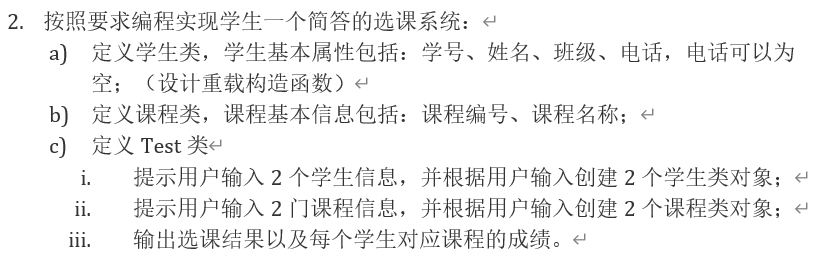 2. 按照要求编程实现学生一个简答的选课系统：↵
a) 定义学生类，学生基本属性包括：学号、姓名、班级、电话，电话可以为
空；（设计重载构造函数）↵
b) 定义课程类，课程基本信息包括：课程编号、课程名称；↵
c) 定义 Test 类↵
i. 提示用户输入 2 个学生信息，并根据用户输入创建 2 个学生类对象；↵
ii. 提示用户输入 2 门课程信息，并根据用户输入创建 2 个课程类对象；↵
iii. 输出选课结果以及每个学生对应课程的成绩。↵